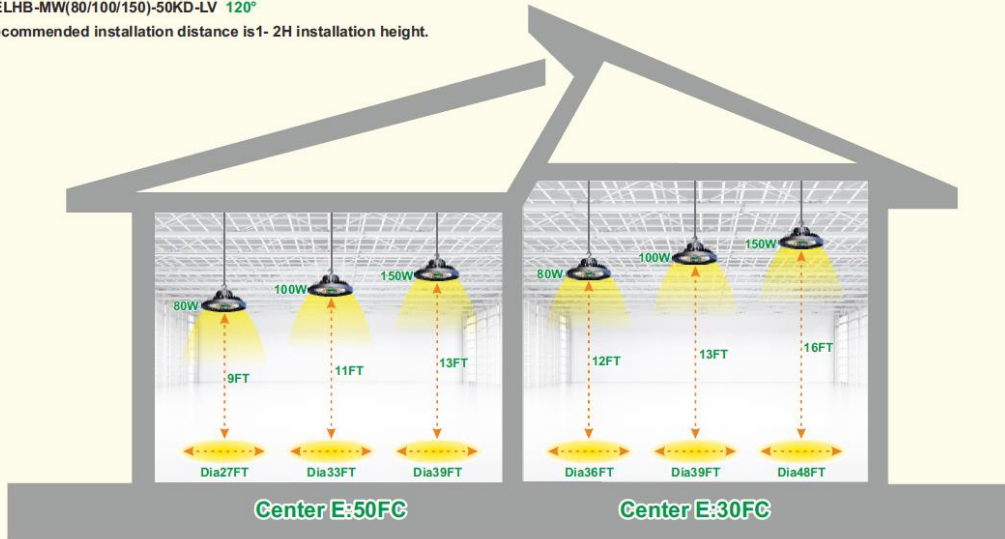 ELHB-MW(80/100/150)-50KD-LV 120°
commended installation distance is1- 2H installation height.
80W
100W
150W
9FT
11FT
13FT
Dia27FT
Dia33FT
Dia39FT
Center E:50FC
80W
100W
150W
12FT
13FT
16FT
Dia36FT
Dia39FT
Dia48FT
Center E:30FC